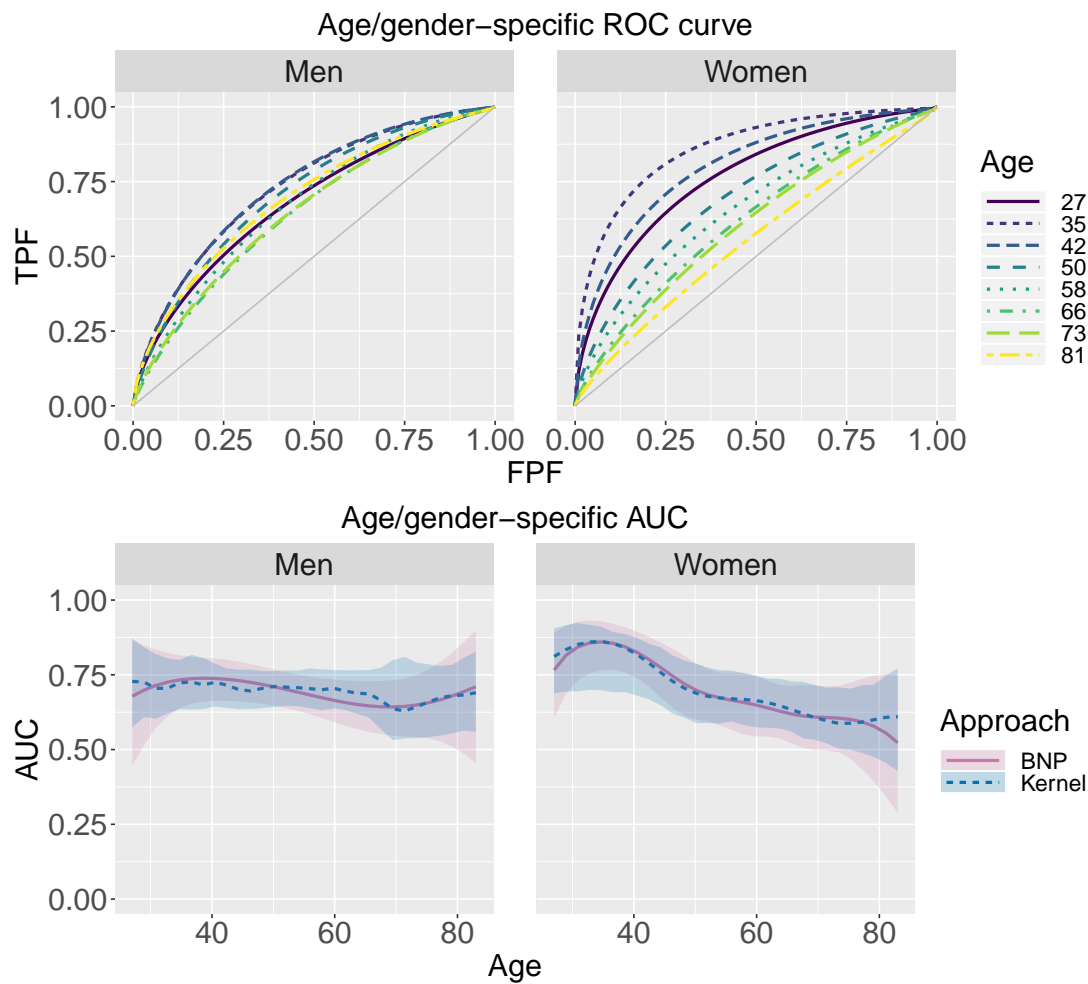 Age/gender−specific ROC curve
Men Women
TPF
1.00
0.75
0.50
0.25
0.00
0.00 0.25 0.50 0.75 1.00 0.00 0.25 0.50 0.75 1.00
FPF
Age
27
35
42
50
58
66
73
81
Age/gender−specific AUC
Men Women
AUC
1.00
0.75
0.50
0.25
0.00
40 60 80 40 60 80
Age
Approach
BNP
Kernel